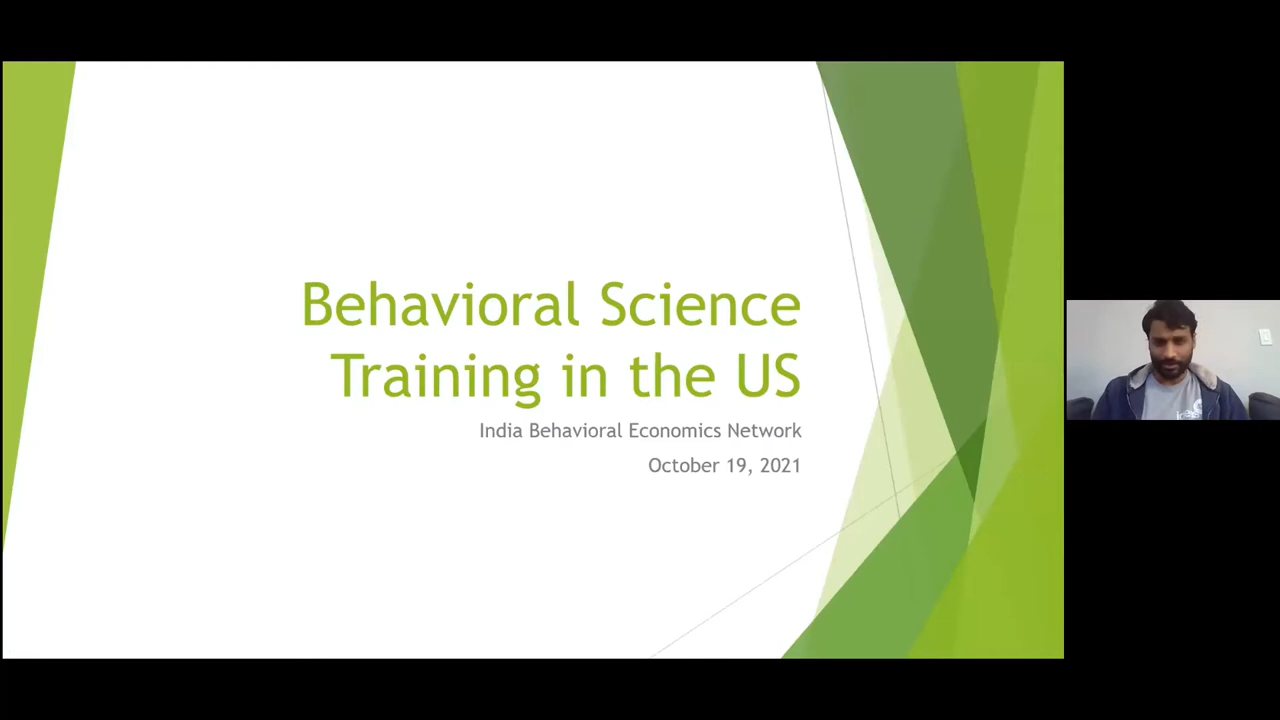 Behavioral Science
Training in the US
India Behavioral Economics Network
October 19, 2021